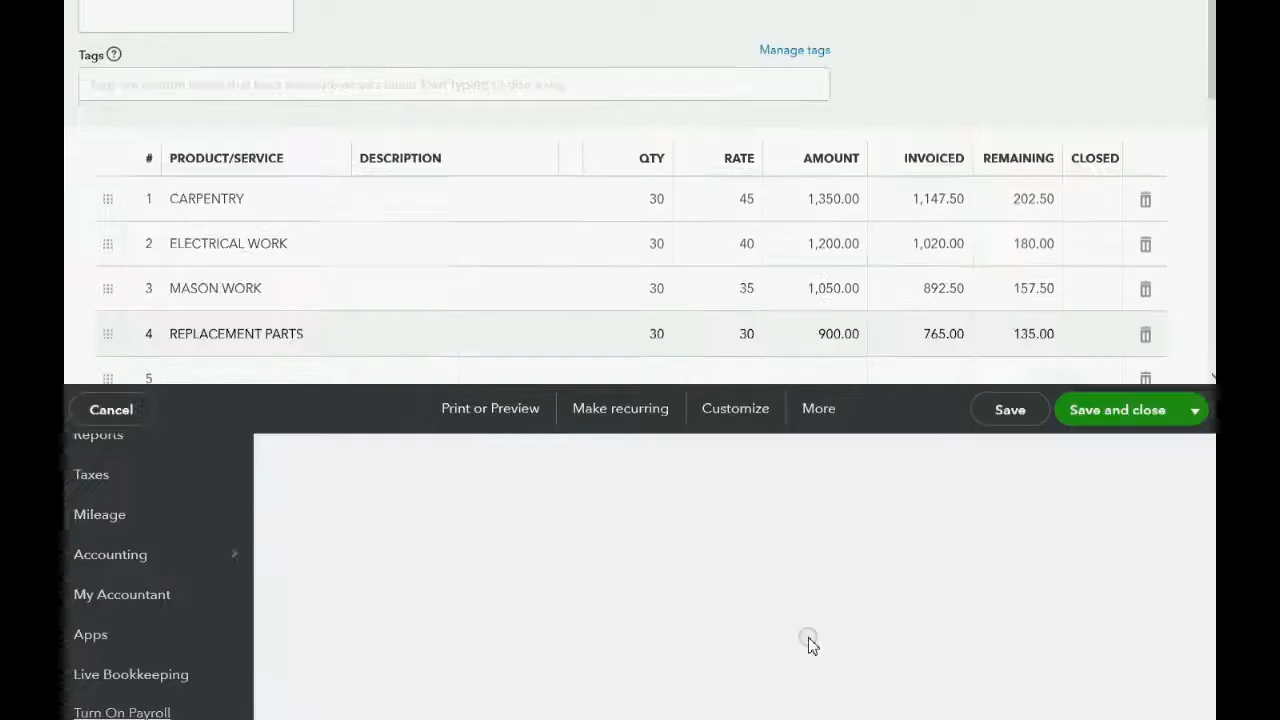 Tags ?
Manage tags
# PRODUCT/SERVICE DESCRIPTION QTY RATE AMOUNT INVOICED REMAINING CLOSED
1 CARPENTRY 30 45 1,350.00 1,147.50 202.50
2 ELECTRICAL WORK 30 40 1,200.00 1,020.00 180.00
3 MASON WORK 30 35 1,050.00 892.50 157.50
4 REPLACEMENT PARTS 30 30 900.00 765.00 135.00
5
Cancel Print or Preview Make recurring Customize More Save Save and close
Reports
Taxes
Mileage
Accounting
My Accountant
Apps
Live Bookkeeping
Turn On Payroll